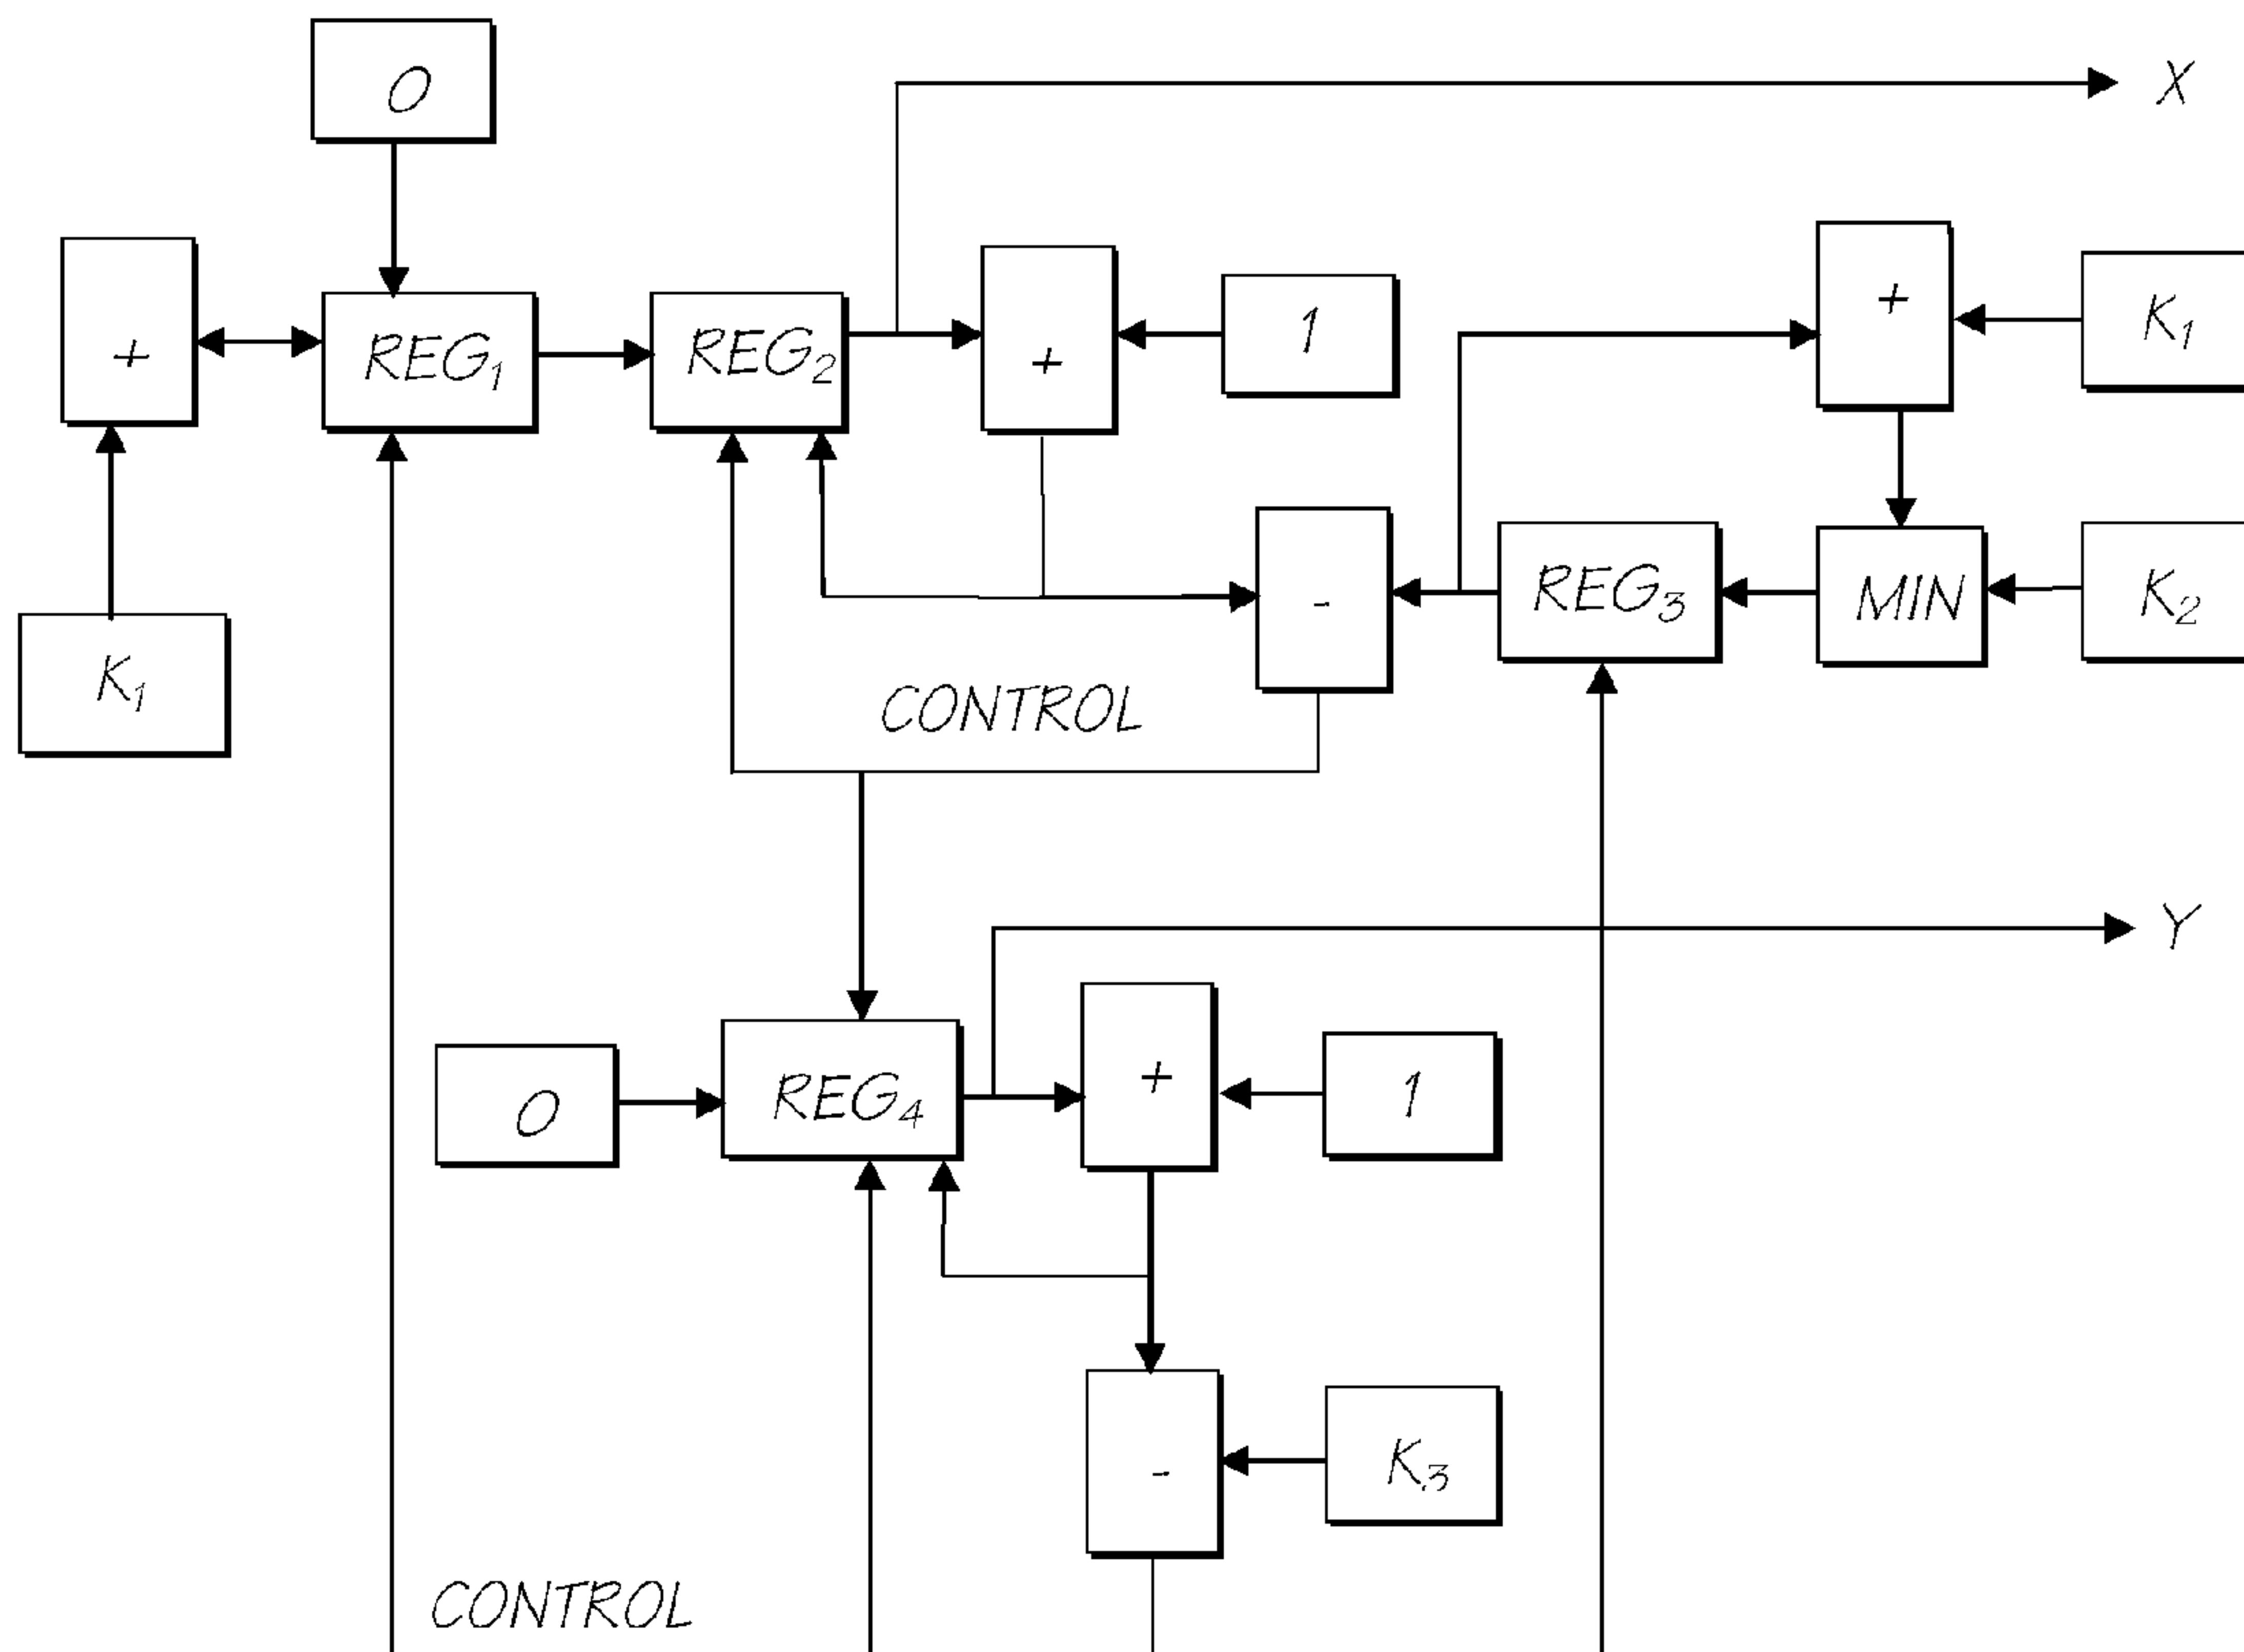 0
X
+
REG1
REG2
+
1
+
K1
K1
-
REG3
MIN
K2
CONTROL
Y
0
REG4
+
1
-
K3
CONTROL